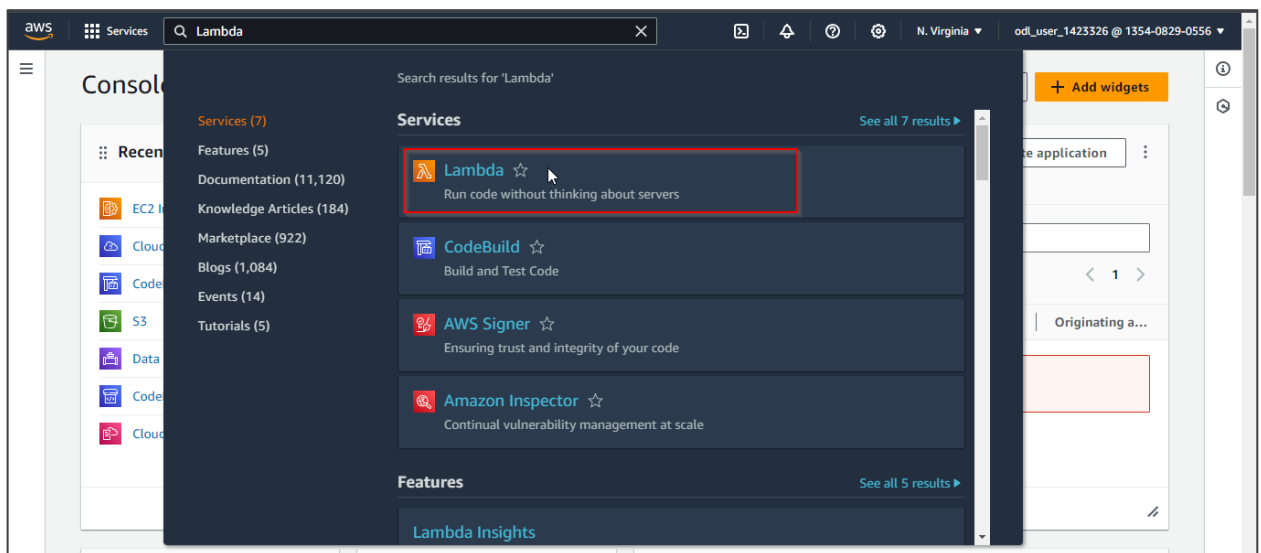 aws
Services
Lambda
N. Virginia
odl_user_1423326 @ 1354-0829-0556
Consol
Add widgets
Search results for 'Lambda'
Services (7)
Features (5)
Documentation (11,120)
Knowledge Articles (184)
Marketplace (922)
Blogs (1,084)
Events (14)
Tutorials (5)
Services
See all 7 results
Lambda
Run code without thinking about servers
CodeBuild
Build and Test Code
AWS Signer
Ensuring trust and integrity of your code
Amazon Inspector
Continual vulnerability management at scale
Features
See all 5 results
Lambda Insights
Recen
EC2 I
Clou
Code
S3
Data
Code
Clou
te application
1
Originating a...